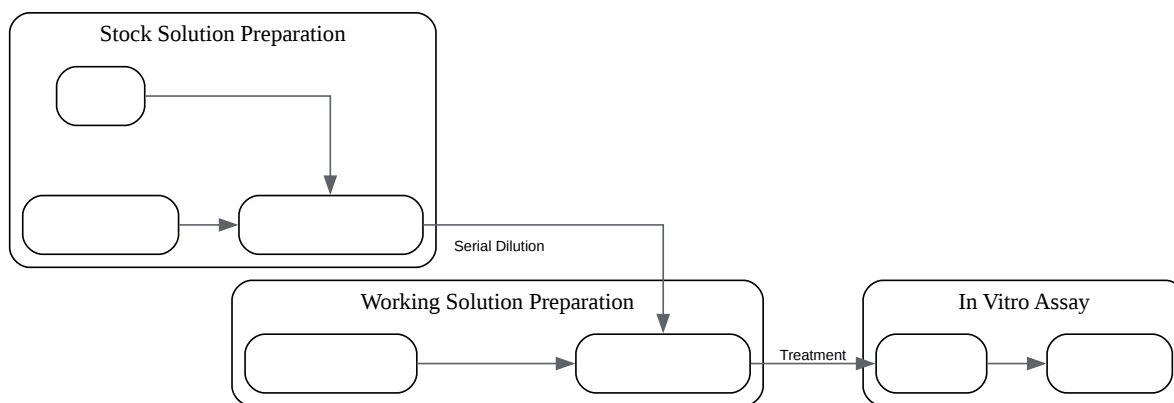 Stock Solution Preparation
Serial Dilution
Working Solution Preparation
In Vitro Assay
Treatment